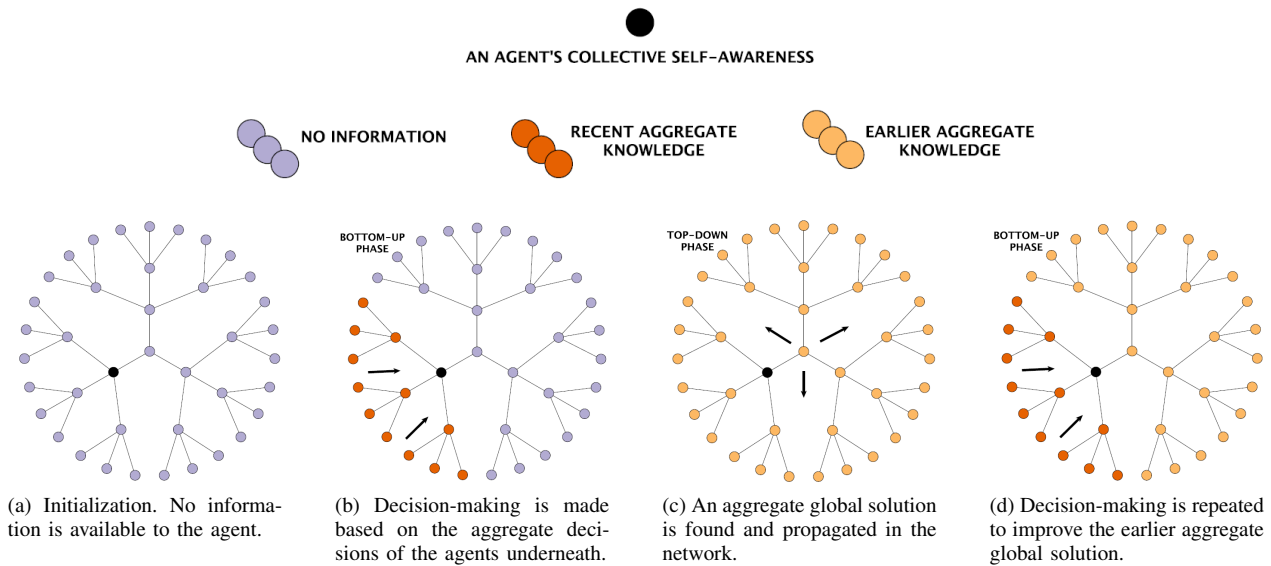 AN AGENT'S COLLECTIVE SELF-AWARENESS
NO INFORMATION
RECENT AGGREGATE
KNOWLEDGE
EARLIER AGGREGATE
KNOWLEDGE
BOTTOM-UP
PHASE
TOP-DOWN
PHASE
BOTTOM-UP
PHASE
(a) Initialization. No informa-
tion is available to the agent.
(b) Decision-making is made
based on the aggregate deci-
sions of the agents underneath.
(c) An aggregate global solution
is found and propagated in the
network.
(d) Decision-making is repeated
to improve the earlier aggregate
global solution.